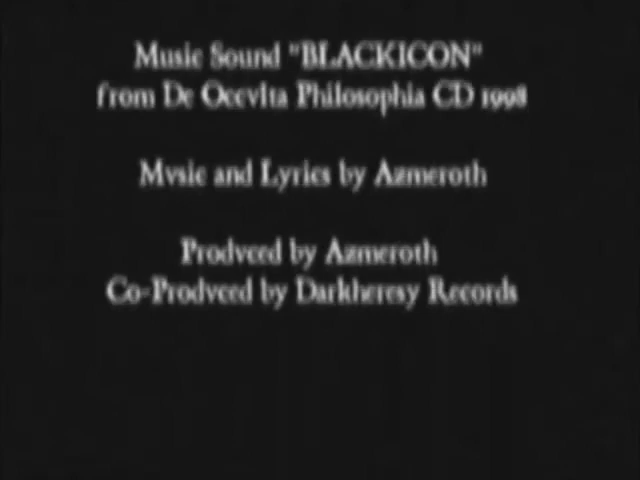 Music Sound "BLACKICON"
from De Occvlta Philosophia CD 1998
Mvsic and Lyrics by Azmeroth
Prodvced by Azmeroth
Co-Prodvced by Darkheresy Records